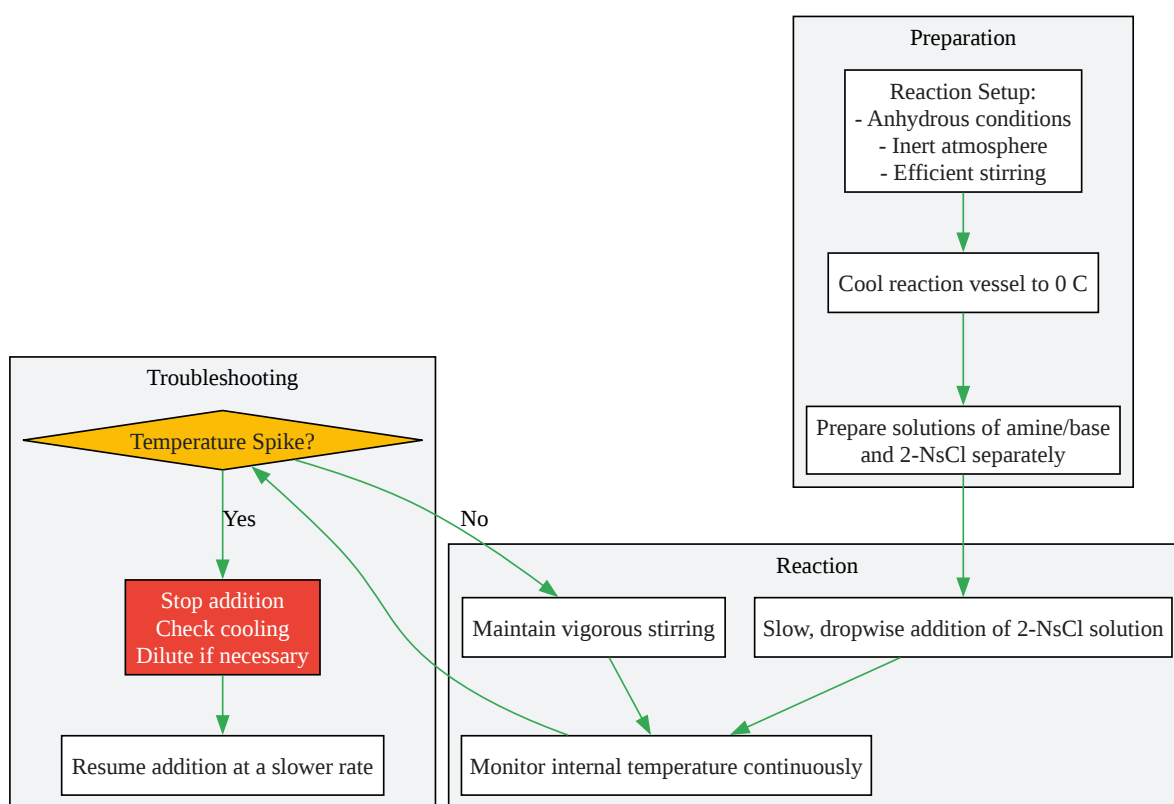 Preparation
Reaction Setup:
- Anhydrous conditions
- Inert atmosphere
- Efficient stirring
Cool reaction vessel to 0 C
Prepare solutions of amine/base
and 2-NsCl separately
Troubleshooting
Temperature Spike?
Yes
No
Stop addition
Check cooling
Dilute if necessary
Resume addition at a slower rate
Reaction
Maintain vigorous stirring
Slow, dropwise addition of 2-NsCl solution
Monitor internal temperature continuously